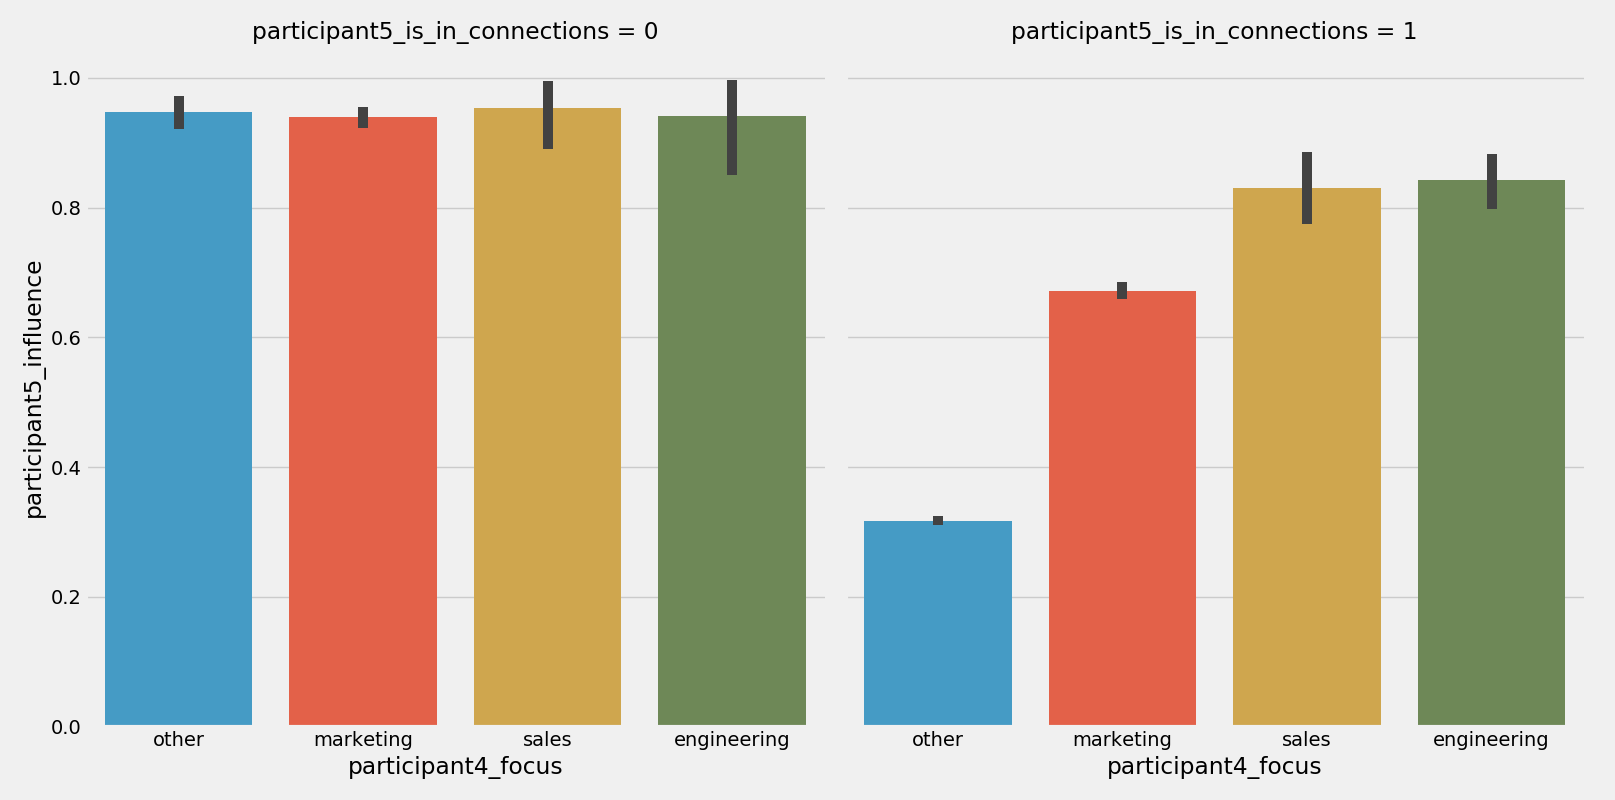 participant5_is_in_connections = 0
participant5_is_in_connections = 1
participant5_influence
1.0
0.8
0.6
0.4
0.2
0.0
other marketing sales engineering
other marketing sales engineering
participant4_focus
participant4_focus